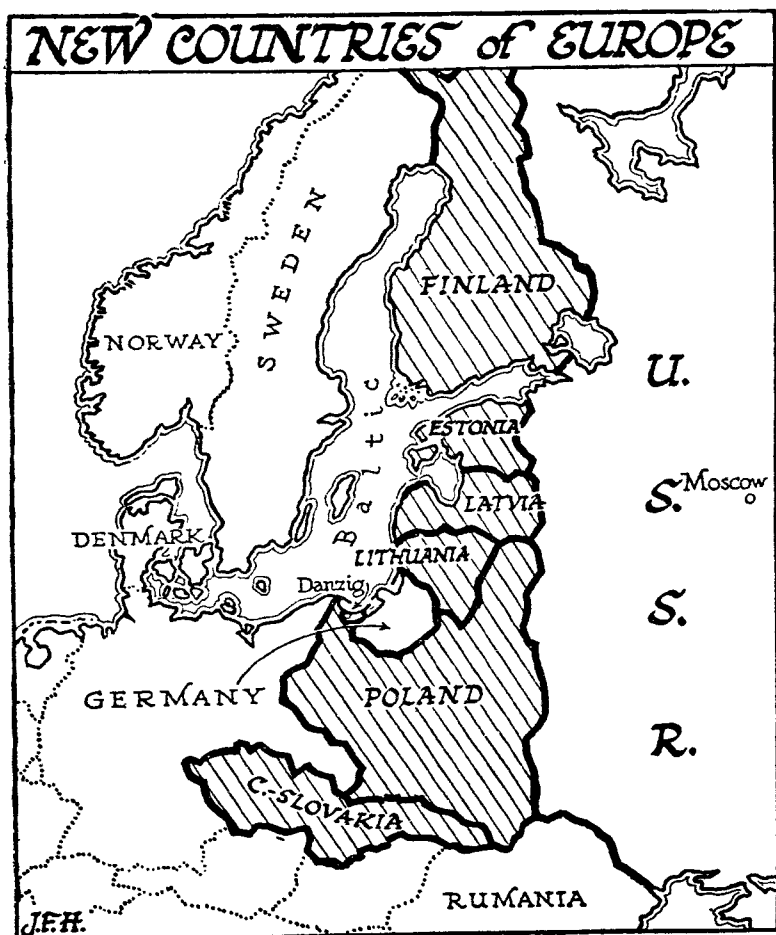 NEW COUNTRIES of EUROPE
SWEDEN
FINLAND
NORWAY
U.
Baltic
ESTONIA
S.
Moscow
LATVIA
DENMARK
LITHUANIA
Danzig
S.
GERMANY
POLAND
R.
C.-SLOVAKIA
RUMANIA
J.F.H.